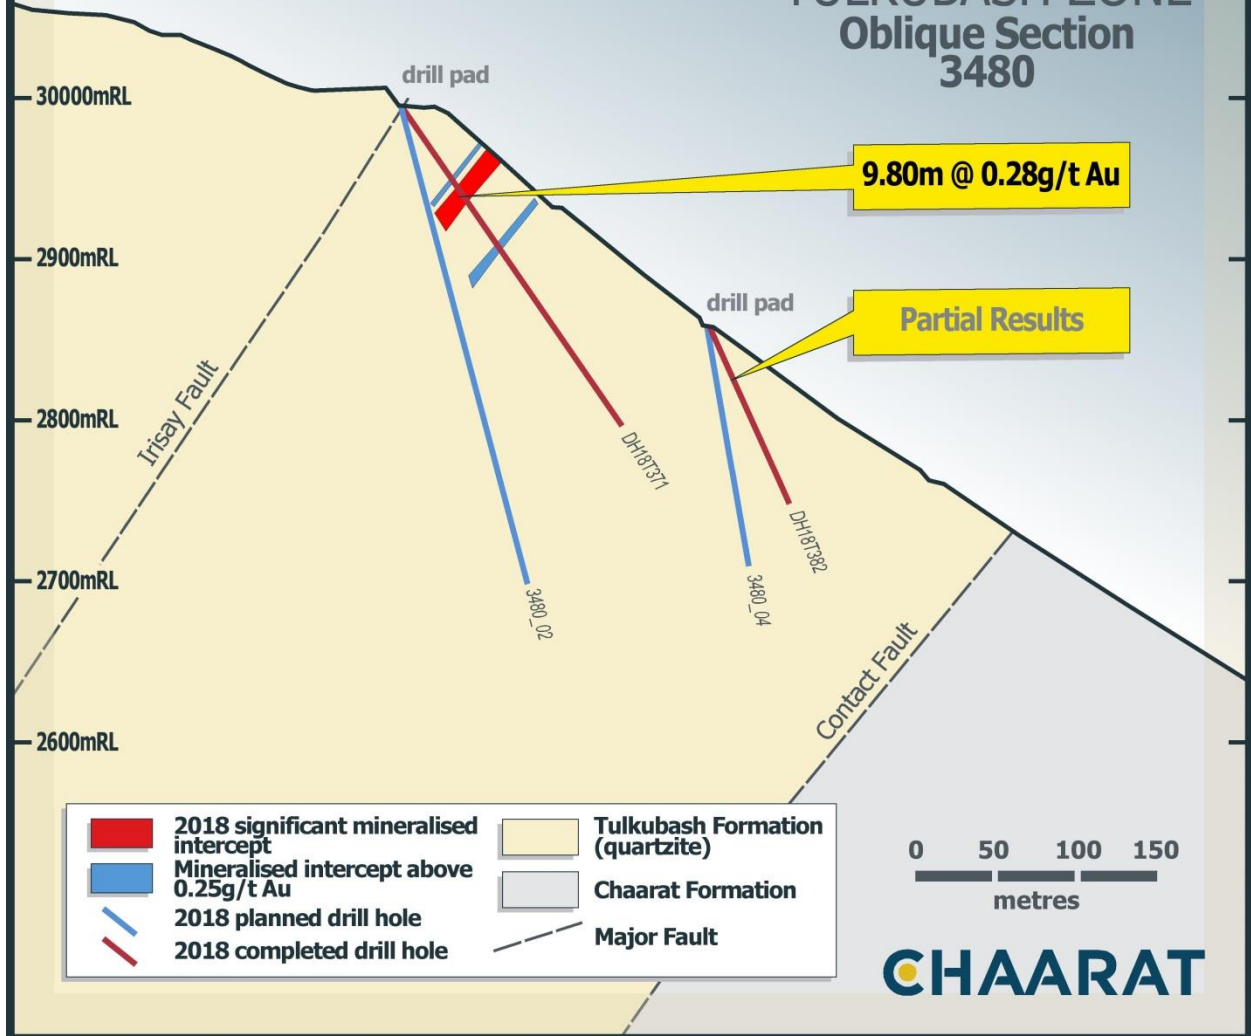 TULKUBASH ZONE
Oblique Section
3480
drill pad
30000mRL
9.80m @ 0.28g/t Au
2900mRL
drill pad
Partial Results
Irisay Fault
2800mRL
DH18T371
DH18T382
2700mRL
3480_02
3480_04
Contact Fault
2600mRL
2018 significant mineralised
intercept
Mineralised intercept above
0.25g/t Au
2018 planned drill hole
2018 completed drill hole
Tulkubash Formation
(quartzite)
Chaarat Formation
Major Fault
0 50 100 150
metres
CHAARAT